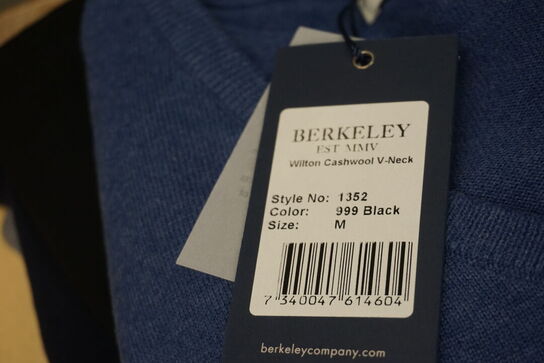 BERKELEY
EST MMV
Wilton Cashwool V-Neck
Style No: 1352
Color: 999 Black
Size: M
7 340047 614604
berkeleycompany.com